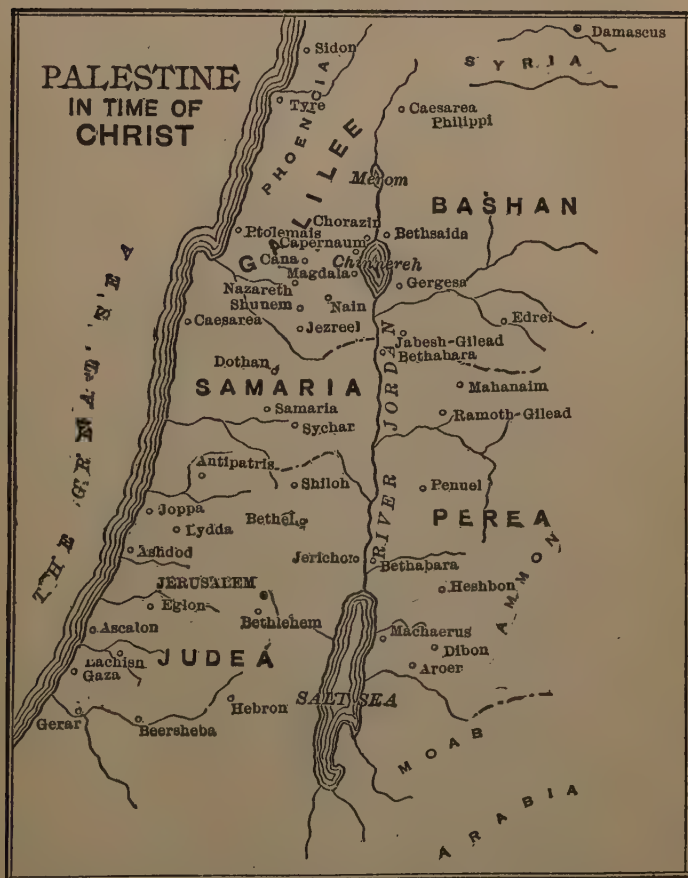 PALESTINE
IN TIME OF
CHRIST
Sidon
Damascus
SYRIA
Tyre
PHOENICIA
Caesarea
Philippi
GALILEE
Merom
BASHAN
Chorazin
Ptolemais
Bethsaida
Capernaum
Cana
Chinnereh
Magdala
Gergesa
Nazareth
Shunem
Nain
Caesarea
Jezreel
Edrei
Jabesh-Gilead
Bethabara
Dothan
SAMARIA
Mahanaim
Samaria
Ramoth-Gilead
Sychar
THE GREAT SEA
RIVER JORDAN
Antipatris
Shiloh
Penuel
Joppa
Lydda
Bethel
PEREA
Ashdod
Jericho
Bethabara
AMMON
JERUSALEM
Heshbon
Eglon
Bethlehem
Ascalon
Machaerus
Dibon
Lachish
JUDEA
Aroer
Gaza
Hebron
SALT SEA
Gerar
Beersheba
MOAB
ARABIA